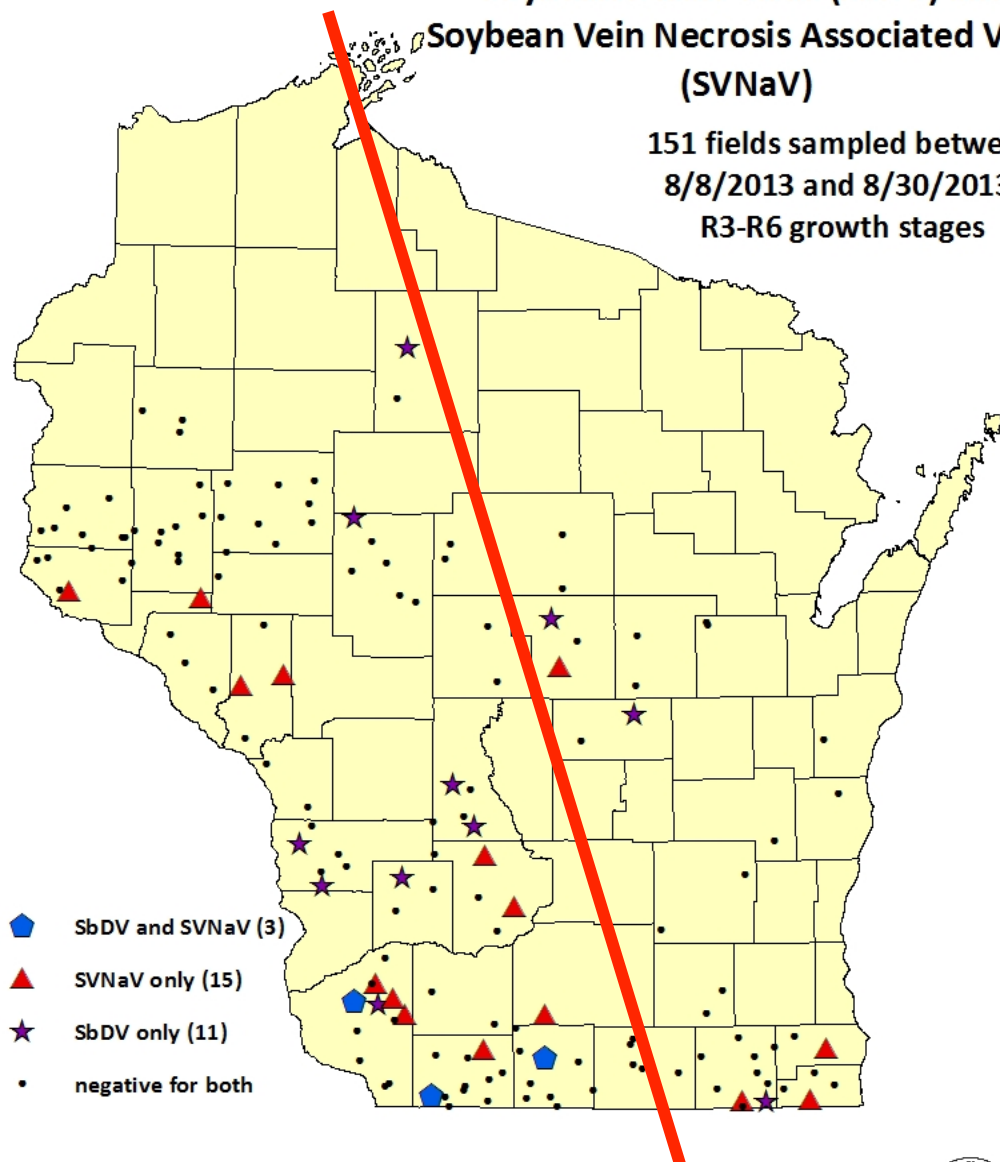 Soybean Vein Necrosis Associated V
(SVNaV)
151 fields sampled betwe
8/8/2013 and 8/30/2013
R3-R6 growth stages
SbDV and SVNaV (3)
SVNaV only (15)
SbDV only (11)
negative for both